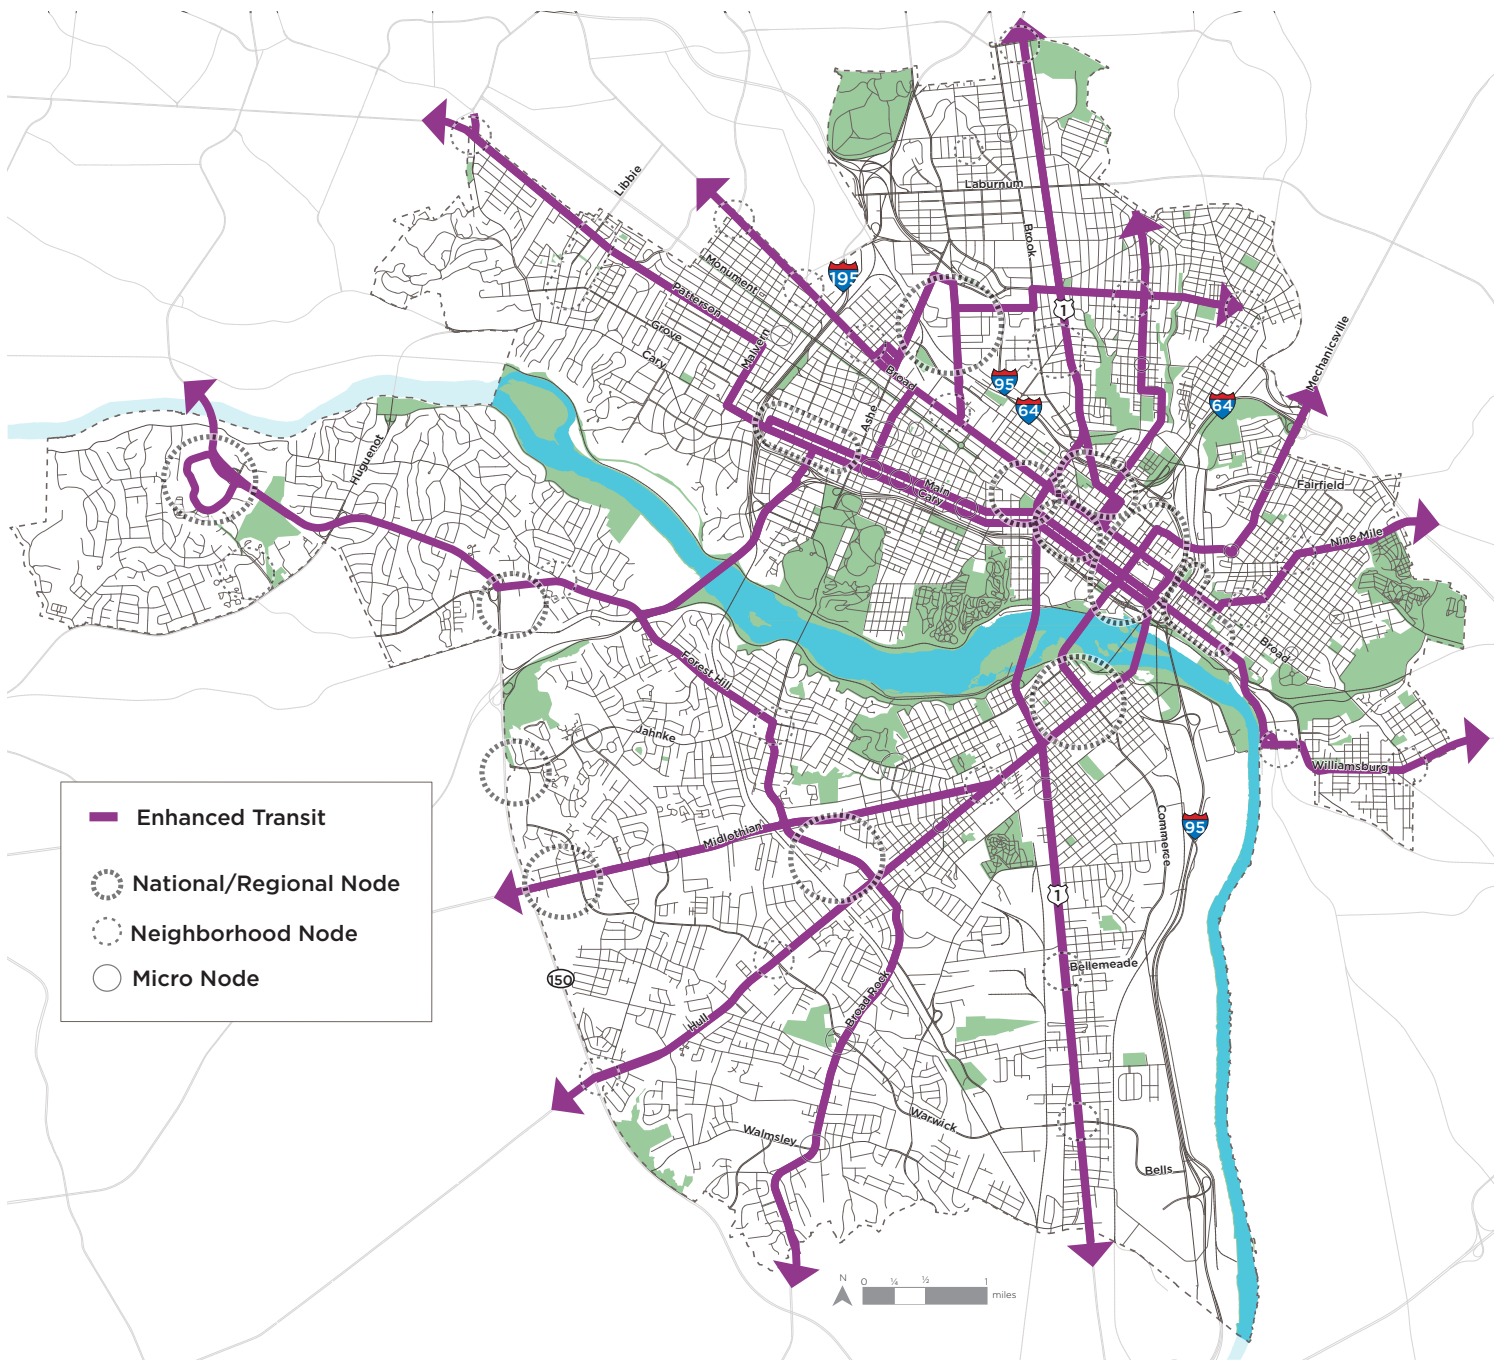 Libbie
Laburnum
Brook
Monument
195
Patterson
1
Grove
Malvern
Cary
Broad
95
64
64
Mechanicsville
Ashe
Huguenot
Main
Cary
Fairfield
Nine Mile
Forest Hill
Broad
Jahnke
Williamsburg
Enhanced Transit
National/Regional Node
Neighborhood Node
Micro Node
Midlothian
Commerce
95
1
150
Bellemeade
Broad Rock
Hull
Warwick
Walmsley
Bells
N
0 ¼ ½ 1
miles